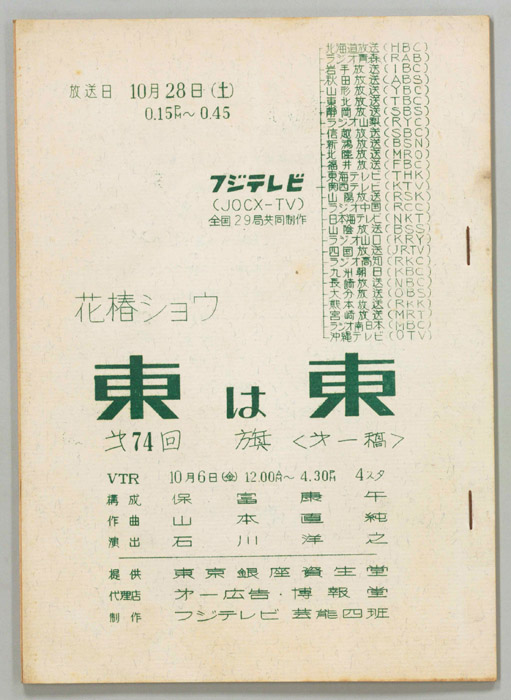 放送日 10月28日(土)
0.15PM〜0.45
フジテレビ
(JOCX-TV)
全国29局共同制作
北海道放送(HBC)
ラジオ青森(RAB)
岩手放送(IBC)
秋田放送(ABS)
山形放送(YBC)
東北放送(TBC)
静岡放送(SBS)
ラジオ山梨(RYC)
信越放送(SBC)
新潟放送(BSN)
北陸放送(MRO)
福井放送(FBC)
東海テレビ(THK)
関西テレビ(KTV)
山陽放送(RSK)
ラジオ中国(RCC)
日本海テレビ(NKT)
山陰放送(BSS)
ラジオ山口(KRY)
四国放送(JRTV)
ラジオ高知(RKC)
九州朝日(KBC)
長崎放送(NBC)
大分放送(OBS)
熊本放送(RKK)
宮崎放送(MRT)
ラジオ南日本(MBC)
沖縄テレビ(OTV)
花椿ショウ
東は東
第74回 旗 <第一稿>
VTR 10月6日(金) 12.00AM〜4.30PM 4スタ
構成 保富康午
作曲 山本直純
演出 石川洋之
提供 東京銀座資生堂
代理店 第一広告・博報堂
制作 フジテレビ芸能四班